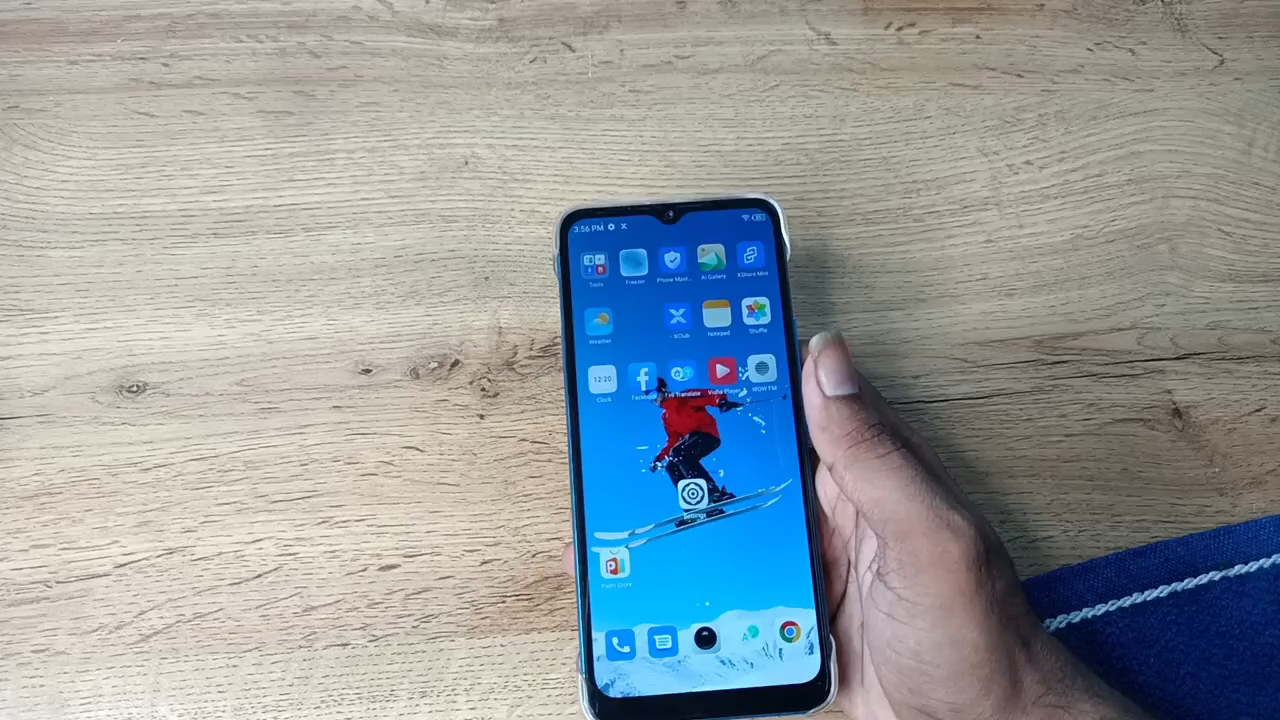 3:56 PM
Tools
Freezer
Phone Mast...
AI Gallery
XShare Mini
Weather
XClub
Notepad
Shuffle
12:20
Clock
Facebook
Translate
Visha Player
WOW FM
Settings
Palm Store